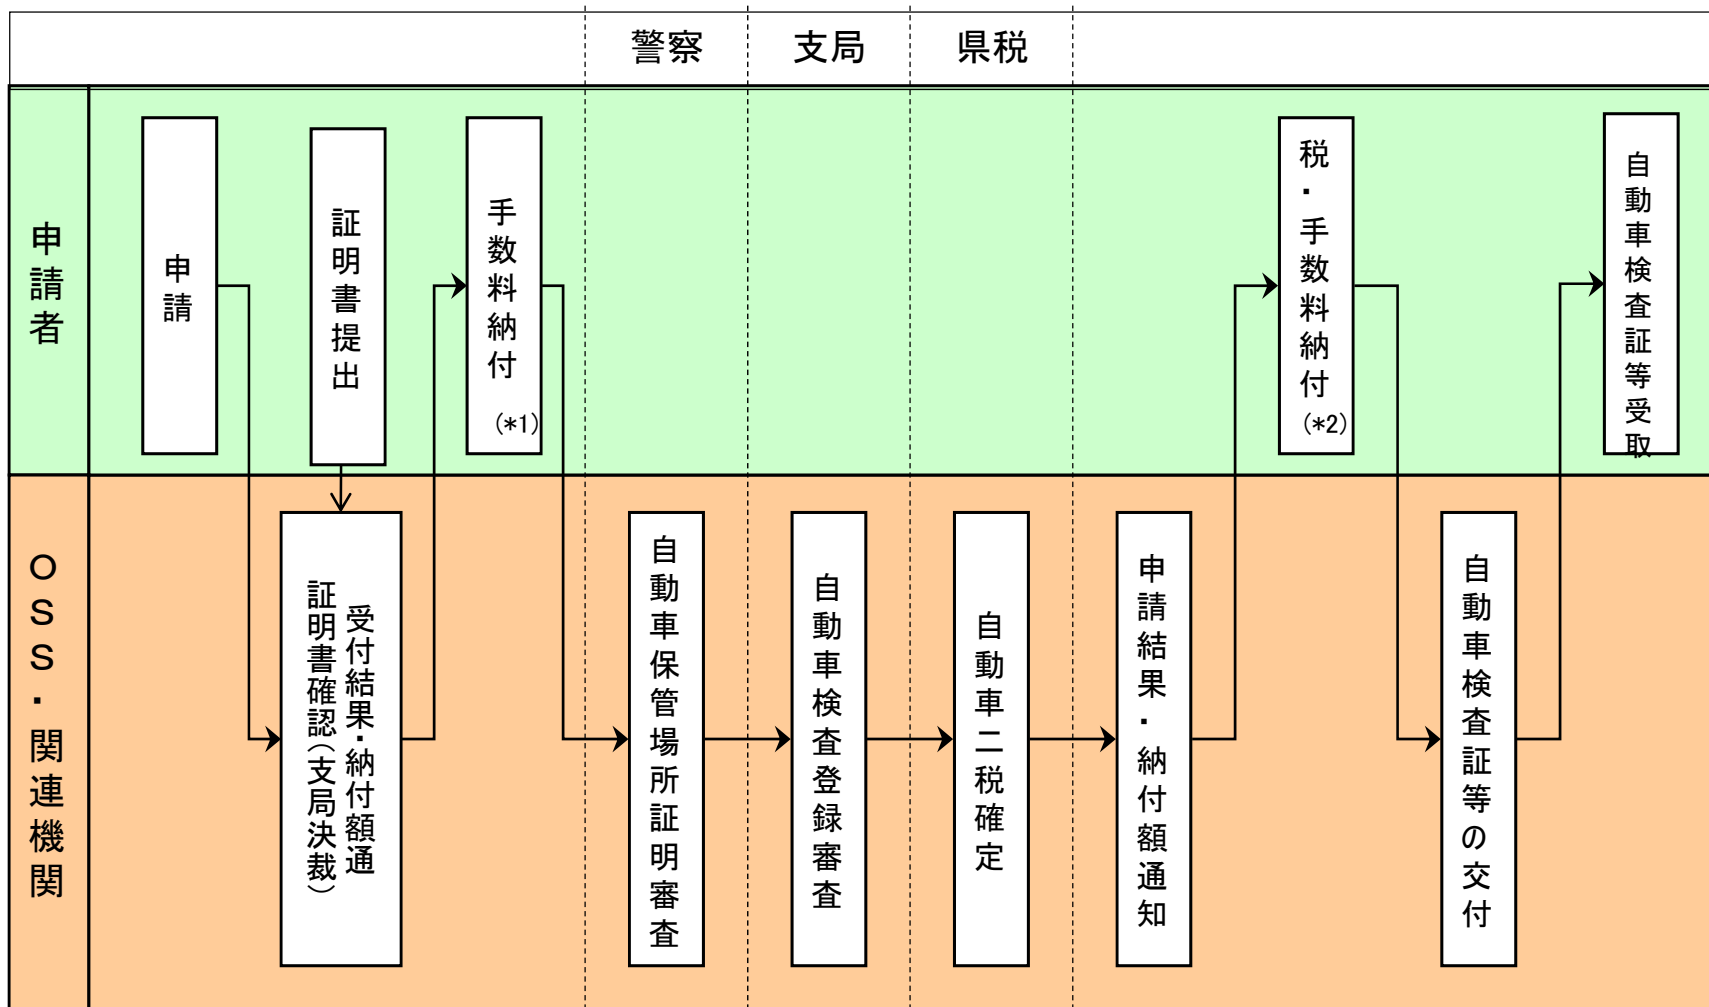 警察
支局
県税
申請者
申請
証明書提出
手数料納付
(*1)
税・手数料納付
(*2)
自動車検査証等受取
OSS・関連機関
受付結果・納付額通
証明書確認(支局決裁)
自動車保管場所証明審査
自動車検査登録審査
自動車二税確定
申請結果・納付額通知
自動車検査証等の交付